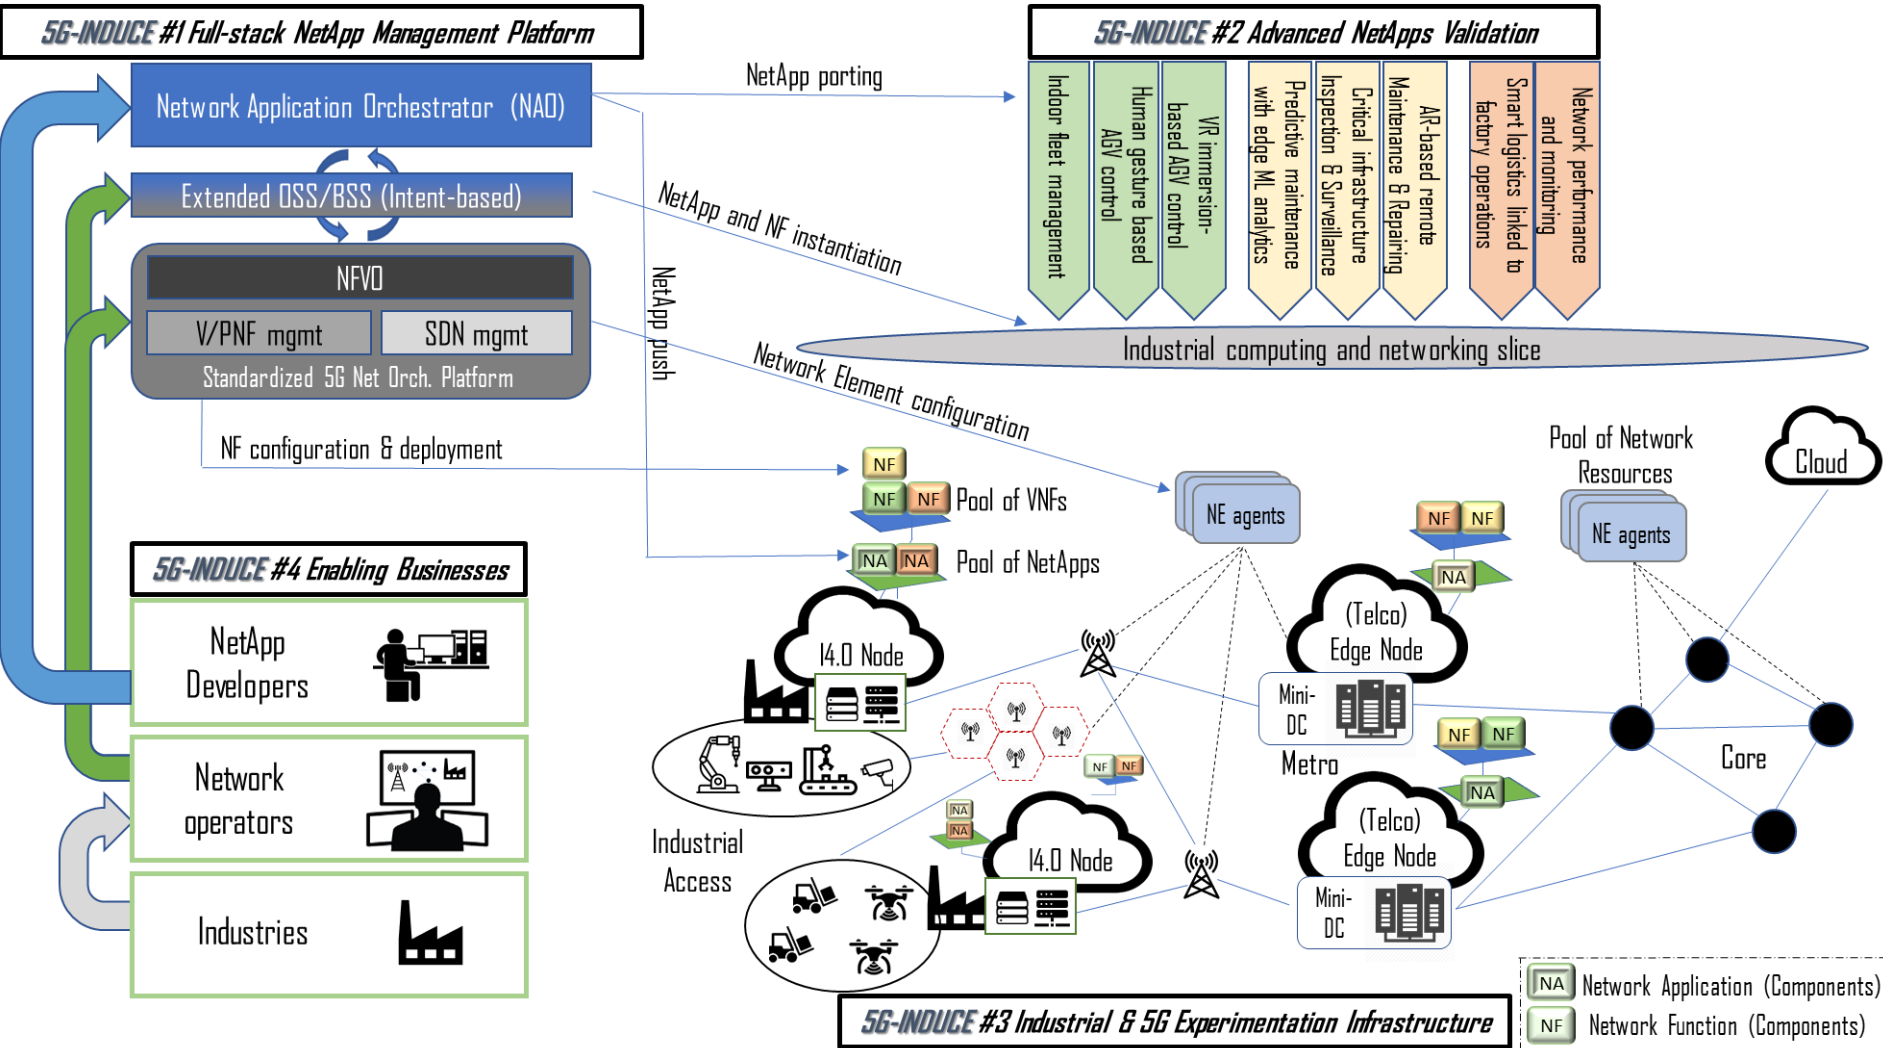 5G-INDUCE #1 Full-stack NetApp Management Platform
Network Application Orchestrator (NAO)
Extended OSS/BSS (Intent-based)
NFVO
V/PNF mgmt
SDN mgmt
Standardized 5G Net Orch. Platform
NetApp porting
NetApp and NF instantiation
NetApp push
Network Element configuration
NF configuration & deployment
5G-INDUCE #2 Advanced NetApps Validation
Indoor fleet management
Human gesture based
AGV control
VR immersion-
based AGV control
Predictive maintenance
with edge ML analytics
Critical infrastructure
Inspection & Surveillance
AR-based remote
Maintenance & Repairing
Smart logistics linked to
factory operations
Network performance
and monitoring
Industrial computing and networking slice
5G-INDUCE #4 Enabling Businesses
NetApp
Developers
Network
operators
Industries
NF
NF
NF
Pool of VNFs
NA
NA
Pool of NetApps
I4.0 Node
NE agents
NF
NF
NA
(Telco)
Edge Node
Mini-
DC
Metro
Pool of Network
Resources
NE agents
Cloud
Core
NF
NF
NA
(Telco)
Edge Node
Mini-
DC
NF
NF
NA
NA
I4.0 Node
Industrial
Access
5G-INDUCE #3 Industrial & 5G Experimentation Infrastructure
NA
Network Application (Components)
NF
Network Function (Components)